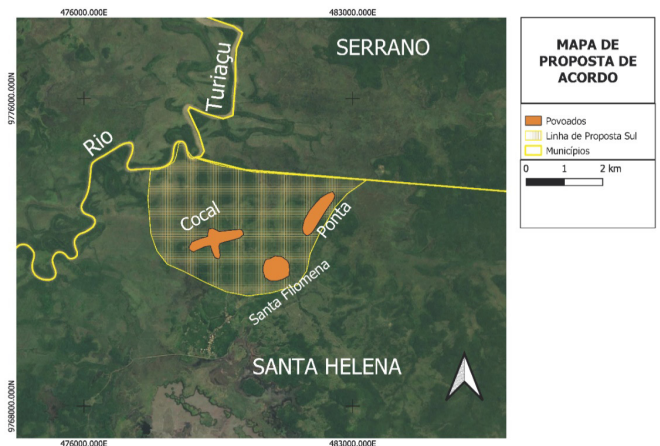 476000.000E
483000.000E
MAPA DE
PROPOSTA DE
ACORDO
Povoados
Linha de Proposta Sul
Municípios
0 1 2 km
9776000.000N
9768000.000N
SERRANO
Turiaçu
Rio
Cocal
Ponta
Santa Filomena
SANTA HELENA
476000.000E
483000.000E